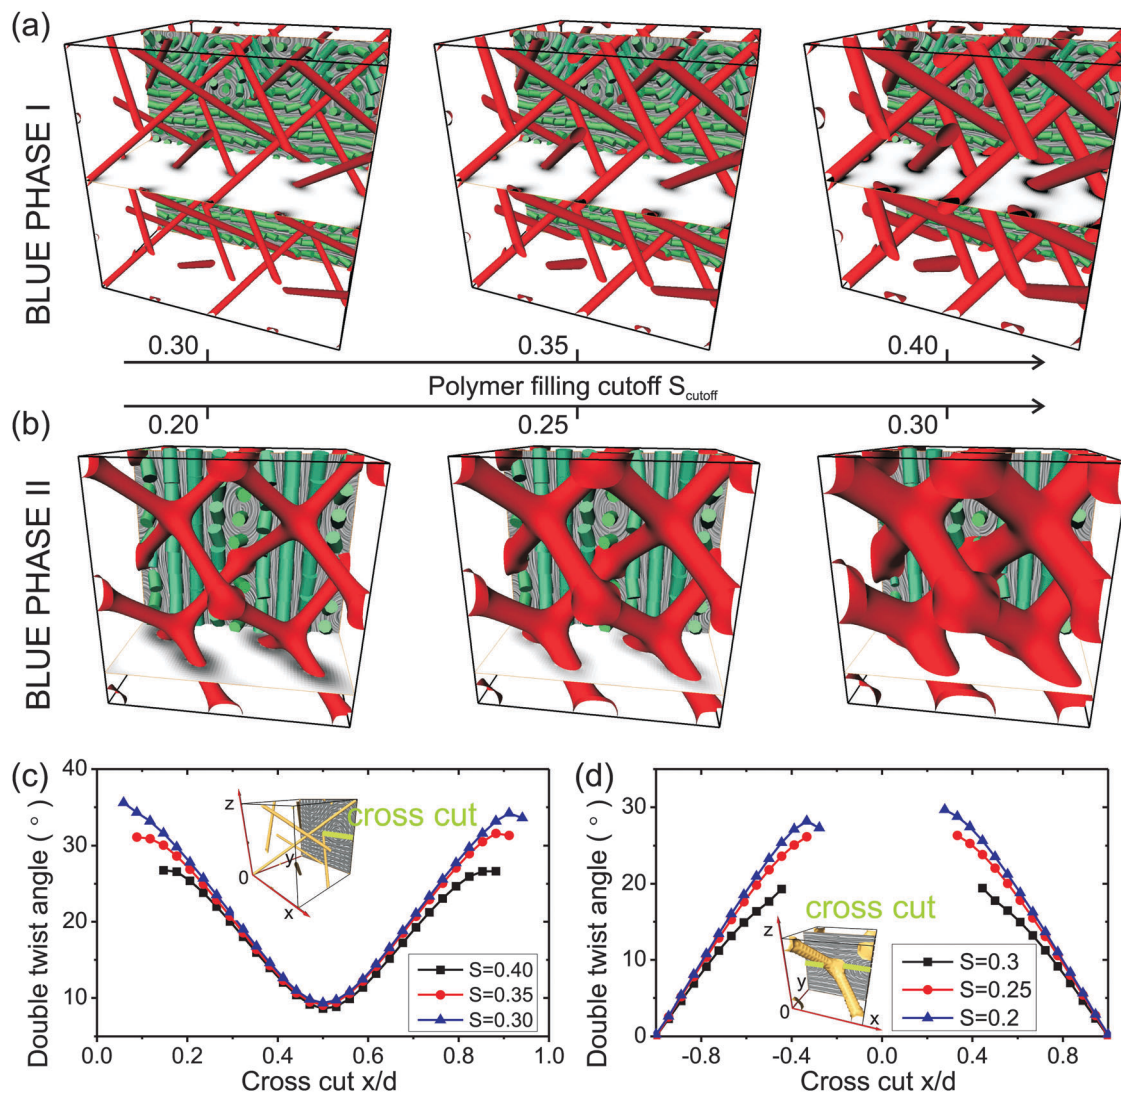 (a)
BLUE PHASE I
0.30
0.35
0.40
Polymer filling cutoff S_cutoff
0.20
0.25
0.30
(b)
BLUE PHASE II
(c)
40
30
20
10
Double twist angle ( ° )
0.0
0.2
0.4
0.6
0.8
1.0
Cross cut x/d
z
y
0
x
cross cut
S=0.40
S=0.35
S=0.30
(d)
30
20
10
0
Double twist angle ( ° )
-0.8
-0.4
0.0
0.4
0.8
Cross cut x/d
cross cut
z
y
0
x
S=0.3
S=0.25
S=0.2